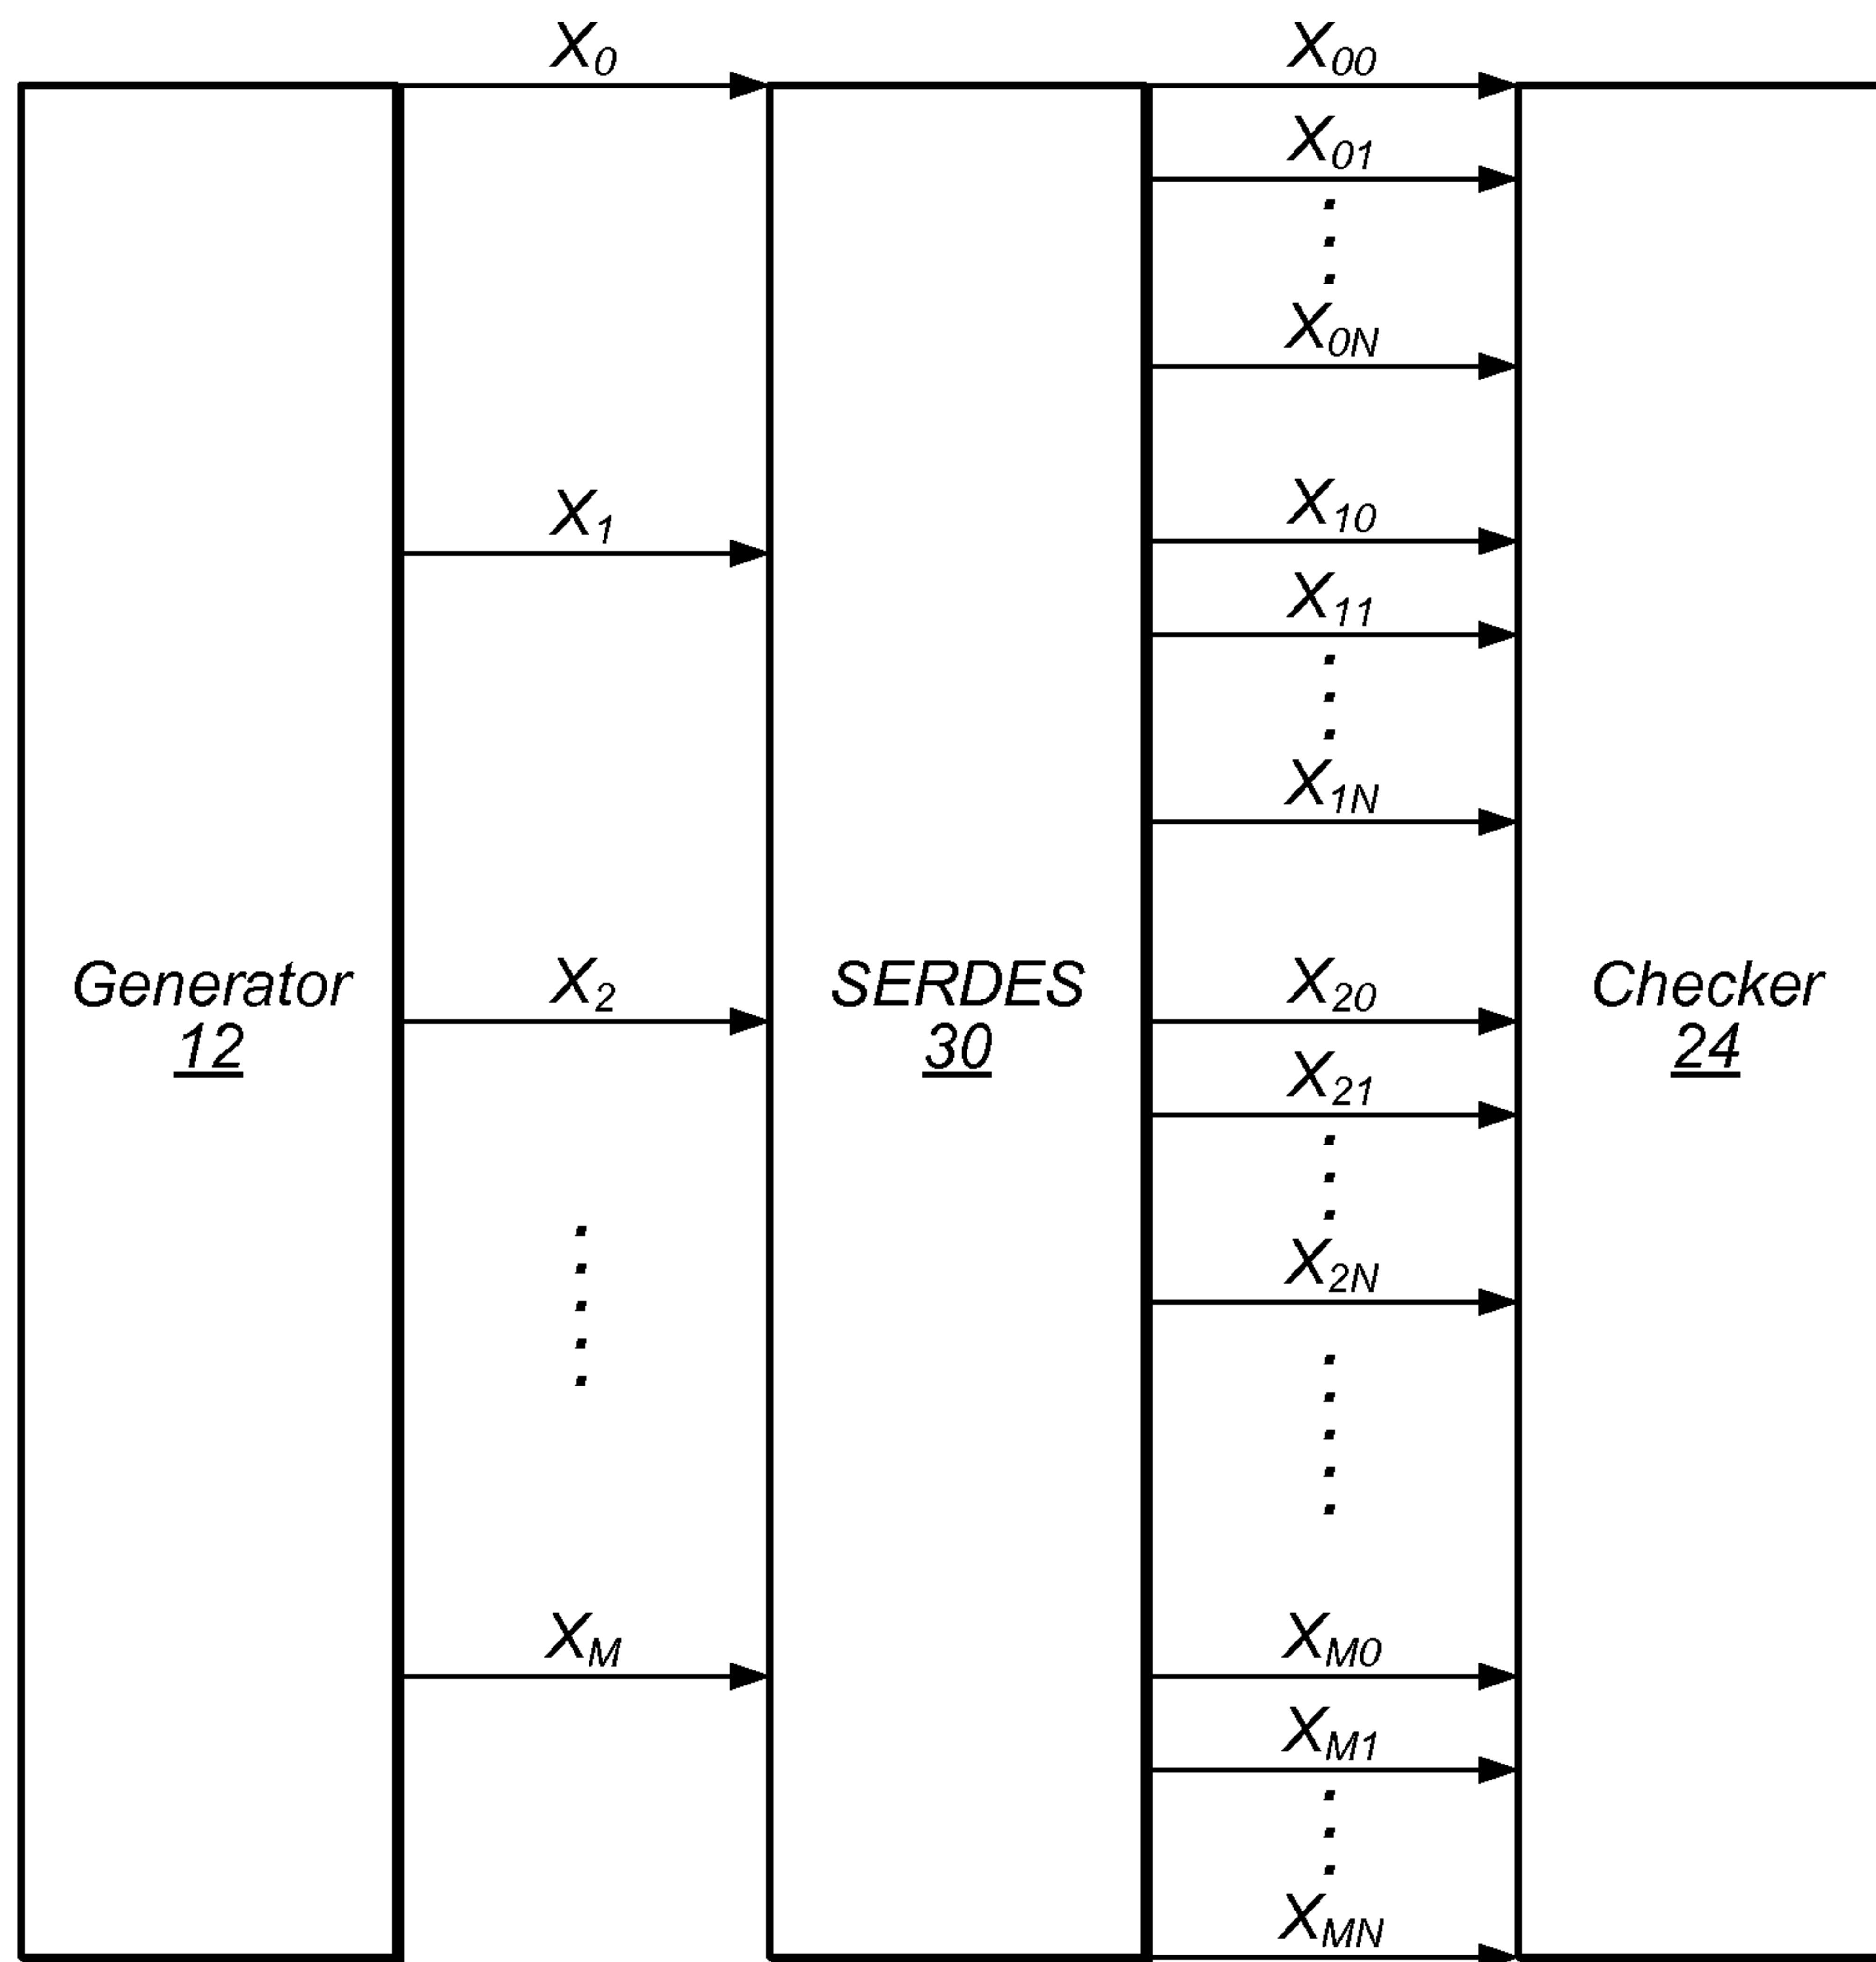 X0
X00
X01
X0N
X1
X10
X11
X1N
Generator
12
X2
SERDES
30
X20
Checker
24
X21
X2N
XM
XM0
XM1
XMN